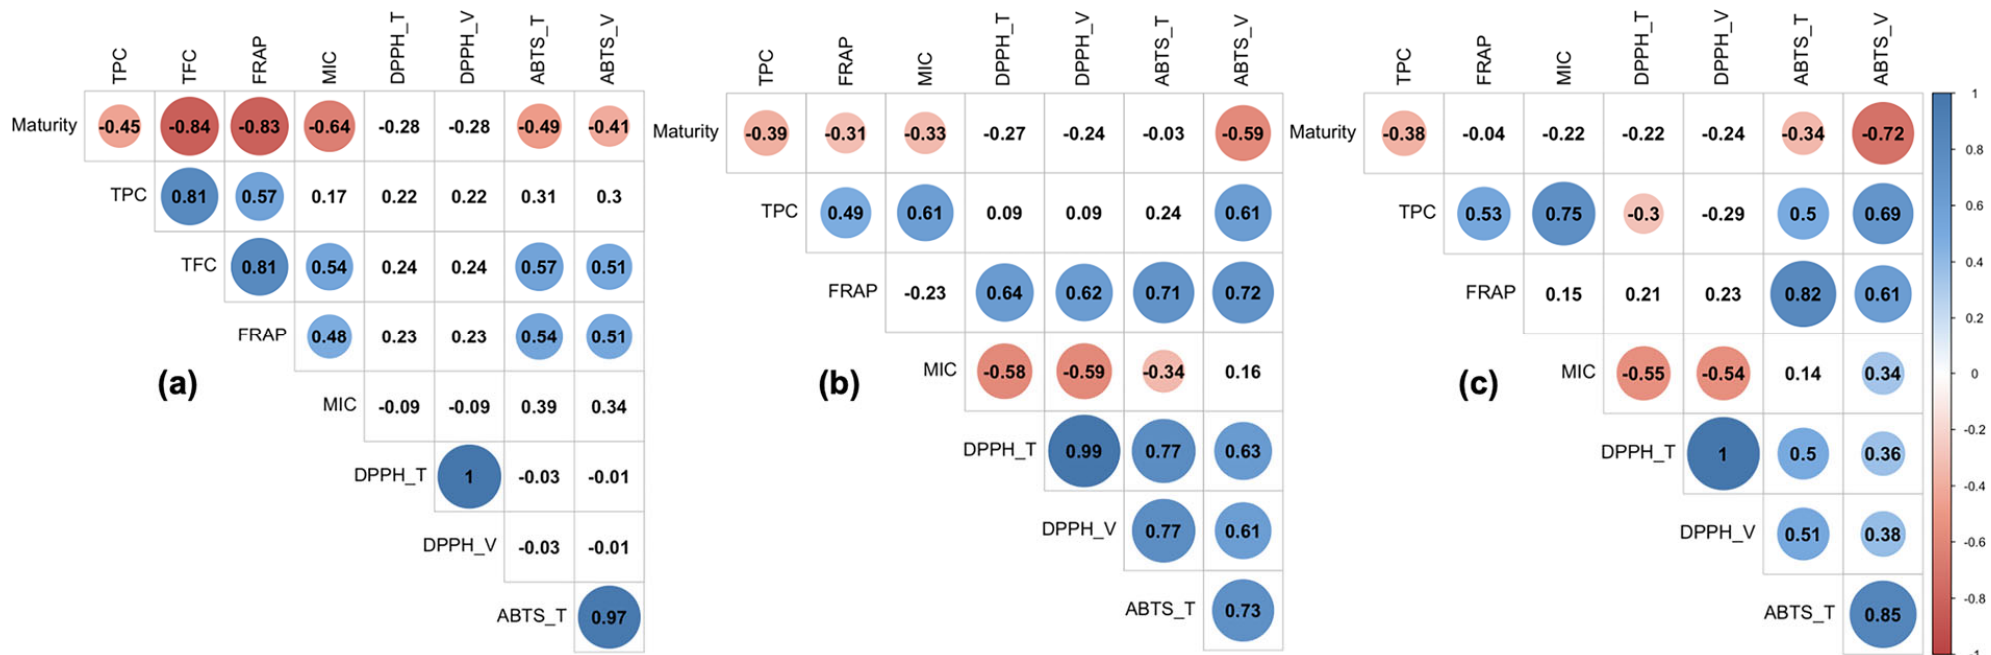 TPC TFC FRAP MIC DPPH_T DPPH_V ABTS_T ABTS_V
Maturity -0.45 -0.84 -0.83 -0.64 -0.28 -0.28 -0.49 -0.41
TPC 0.81 0.57 0.17 0.22 0.22 0.31 0.3
TFC 0.81 0.54 0.24 0.24 0.57 0.51
FRAP 0.48 0.23 0.23 0.54 0.51
(a)
MIC -0.09 -0.09 0.39 0.34
DPPH_T 1 -0.03 -0.01
DPPH_V -0.03 -0.01
ABTS_T 0.97
TPC FRAP MIC DPPH_T DPPH_V ABTS_T ABTS_V
Maturity -0.39 -0.31 -0.33 -0.27 -0.24 -0.03 -0.59
TPC 0.49 0.61 0.09 0.09 0.24 0.61
FRAP -0.23 0.64 0.62 0.71 0.72
MIC -0.58 -0.59 -0.34 0.16
(b)
DPPH_T 0.99 0.77 0.63
DPPH_V 0.77 0.61
ABTS_T 0.73
TPC FRAP MIC DPPH_T DPPH_V ABTS_T ABTS_V
Maturity -0.38 -0.04 -0.22 -0.22 -0.24 -0.34 -0.72
TPC 0.53 0.75 -0.3 -0.29 0.5 0.69
FRAP 0.15 0.21 0.23 0.82 0.61
MIC -0.55 -0.54 0.14 0.34
(c)
DPPH_T 1 0.5 0.36
DPPH_V 0.51 0.38
ABTS_T 0.85
1
0.8
0.6
0.4
0.2
0
-0.2
-0.4
-0.6
-0.8
-1